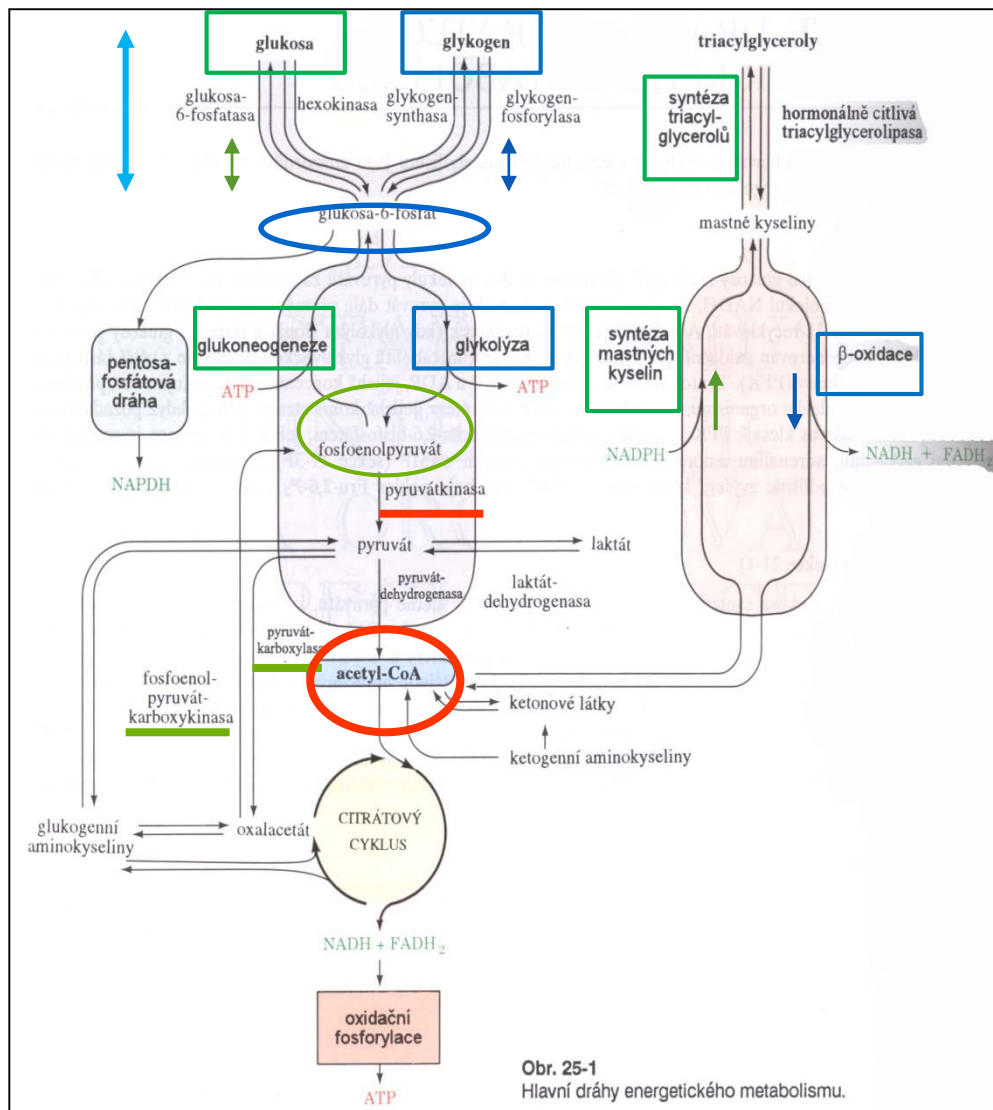 glukosa
glykogen
triacylglyceroly
glukosa-
6-fosfatasa
hexokinasa
glykogen-
synthasa
glykogen-
fosforylasa
syntéza
triacyl-
glycerolů
hormonálně citlivá
triacylglycerolipasa
glukosa-6-fosfát
mastné kyseliny
pentosa-
fosfátová
dráha
glukoneogeneze
glykolýza
ATP
ATP
syntéza
mastných
kyselin
β-oxidace
fosfoenolpyruvát
NADPH
NADH + FADH2
NAPDH
pyruvátkinasa
pyruvát
laktát
pyruvát-
dehydrogenasa
laktát-
dehydrogenasa
pyruvát-
karboxylasa
acetyl-CoA
fosfoenol-
pyruvát-
karboxykinasa
ketonové látky
ketogenní aminokyseliny
glukogenní
aminokyseliny
oxalacetát
CITRÁTOVÝ
CYKLUS
NADH + FADH2
oxidační
fosforylace
ATP
Obr. 25-1
Hlavní dráhy energetického metabolismu.